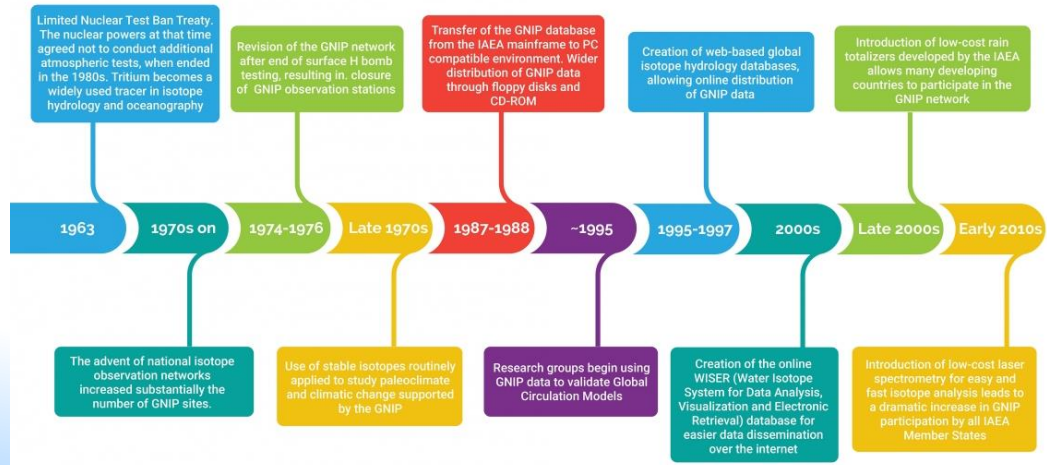 Limited Nuclear Test Ban Treaty.
The nuclear powers at that time
agreed not to conduct additional
atmospheric tests, when ended
in the 1980s. Tritium becomes a
widely used tracer in isotope
hydrology and oceanography
Revision of the GNIP network
after end of surface H bomb
testing, resulting in. closure
of GNIP observation stations
Transfer of the GNIP database
from the IAEA mainframe to PC
compatible environment. Wider
distribution of GNIP data
through floppy disks and
CD-ROM
Creation of web-based global
isotope hydrology databases,
allowing online distribution
of GNIP data
Introduction of low-cost rain
totalizers developed by the IAEA
allows many developing
countries to participate in the
GNIP network
1963
1970s on
1974-1976
Late 1970s
1987-1988
~1995
1995-1997
2000s
Late 2000s
Early 2010s
The advent of national isotope
observation networks
increased substantially the
number of GNIP sites.
Use of stable isotopes routinely
applied to study paleoclimate
and climatic change supported
by the GNIP
Research groups begin using
GNIP data to validate Global
Circulation Models
Creation of the online
WISER (Water Isotope
System for Data Analysis,
Visualization and Electronic
Retrieval) database for
easier data dissemination
over the internet
Introduction of low-cost laser
spectrometry for easy and
fast isotope analysis leads to
a dramatic increase in GNIP
participation by all IAEA
Member States